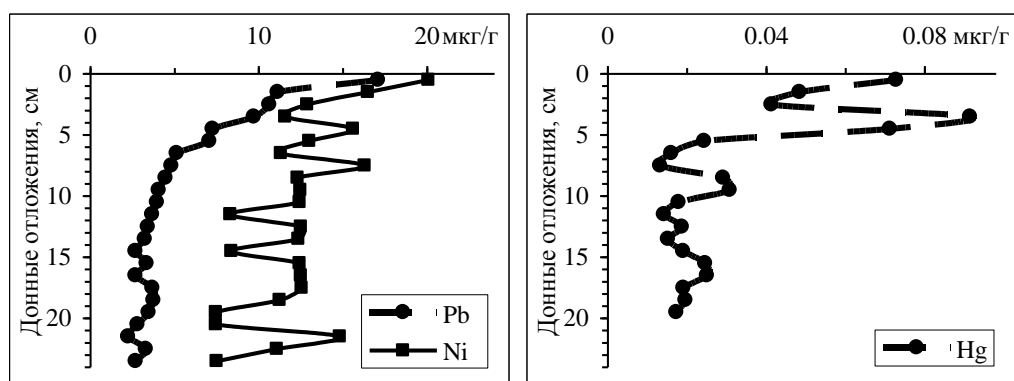 0 10 20 мкг/г
0
5
10
15
20
Донные отложения, см
Pb
Ni
0 0.04 0.08 мкг/г
0
5
10
15
20
Донные отложения, см
Hg